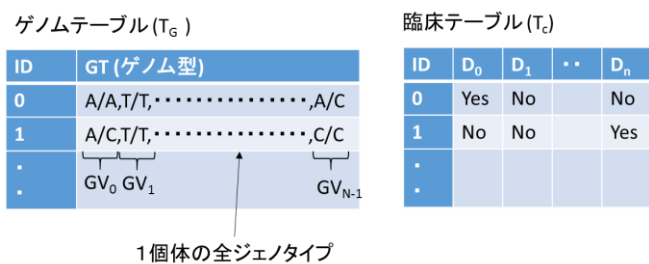 ゲノムテーブル(TG )
ID GT (ゲノム型)
0 A/A,T/T,・・・・・・・・・・・・・・・,A/C
1 A/C,T/T,・・・・・・・・・・・・・・・,C/C
GV0 GV1 GVN-1
1個体の全ジェノタイプ
臨床テーブル(Tc)
ID D0 D1 ・・ Dn
0 Yes No No
1 No No Yes